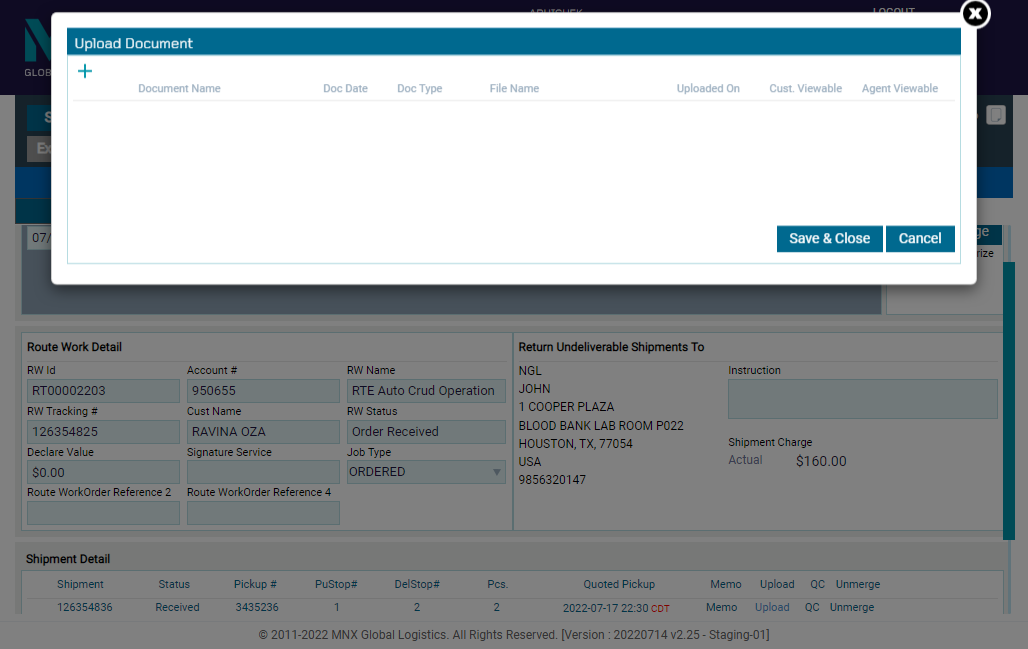 LOGOUT
Upload Document
+
Document Name Doc Date Doc Type File Name Uploaded On Cust. Viewable Agent Viewable
Save & Close Cancel
07/
Route Work Detail
RW Id Account # RW Name
RT00002203 950655 RTE Auto Crud Operation
RW Tracking # Cust Name RW Status
126354825 RAVINA OZA Order Received
Declare Value Signature Service Job Type
$0.00 ORDERED
Route WorkOrder Reference 2 Route WorkOrder Reference 4
Return Undeliverable Shipments To
NGL
JOHN
1 COOPER PLAZA
BLOOD BANK LAB ROOM P022
HOUSTON, TX, 77054
USA
9856320147
Instruction
Shipment Charge
Actual $160.00
Shipment Detail
Shipment Status Pickup # PuStop# DelStop# Pcs. Quoted Pickup Memo Upload QC Unmerge
126354836 Received 3435236 1 2 2 2022-07-17 22:30 CDT Memo Upload QC Unmerge
© 2011-2022 MNX Global Logistics. All Rights Reserved. [Version : 20220714 v2.25 - Staging-01]